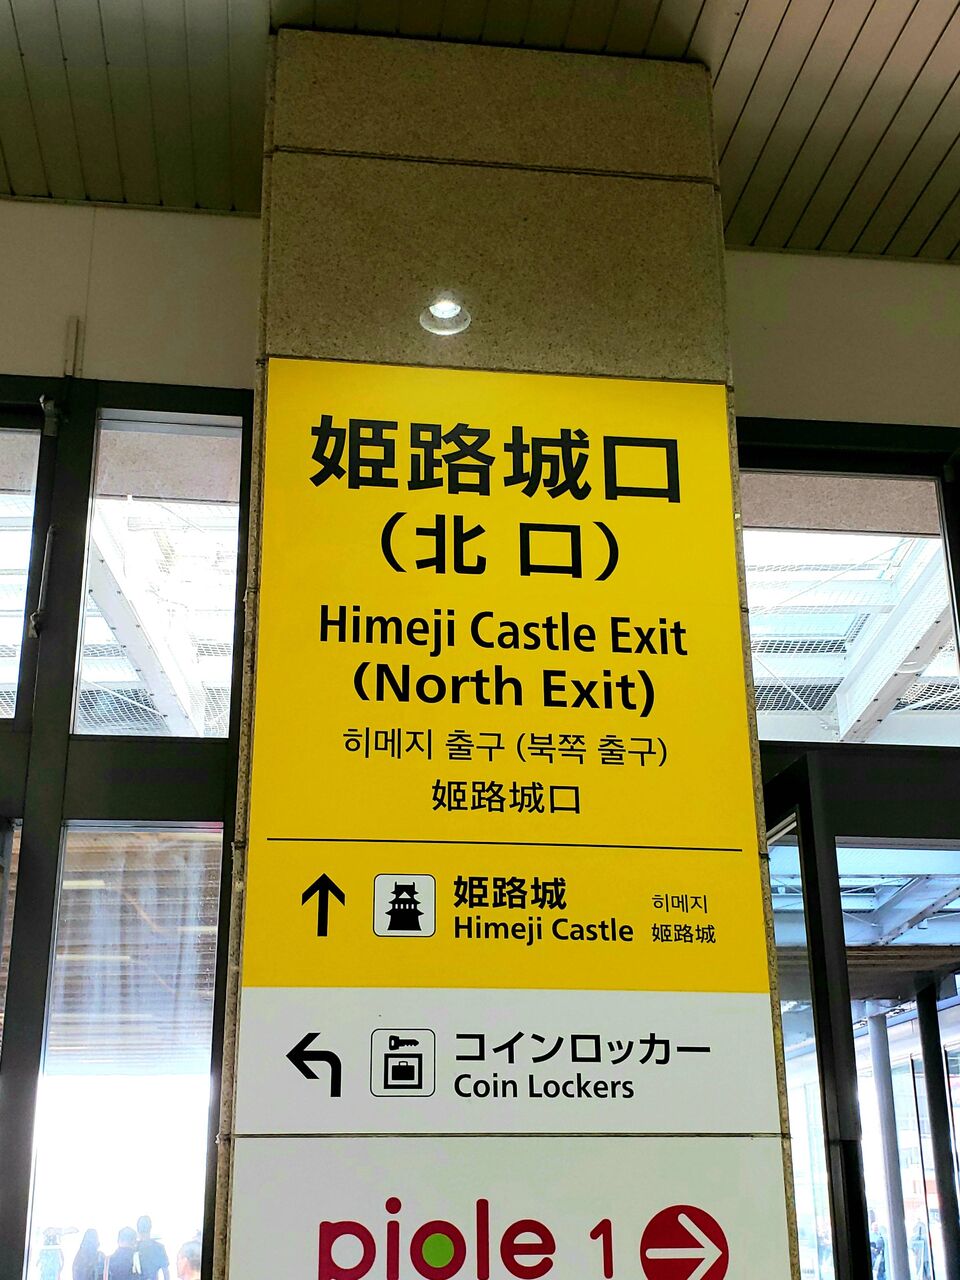 姫路城口
（北 口）
Himeji Castle Exit
(North Exit)
히메지 출구 (북쪽 출구)
姬路城口
姫路城 히메지
Himeji Castle 姬路城
コインロッカー
Coin Lockers
piole 1